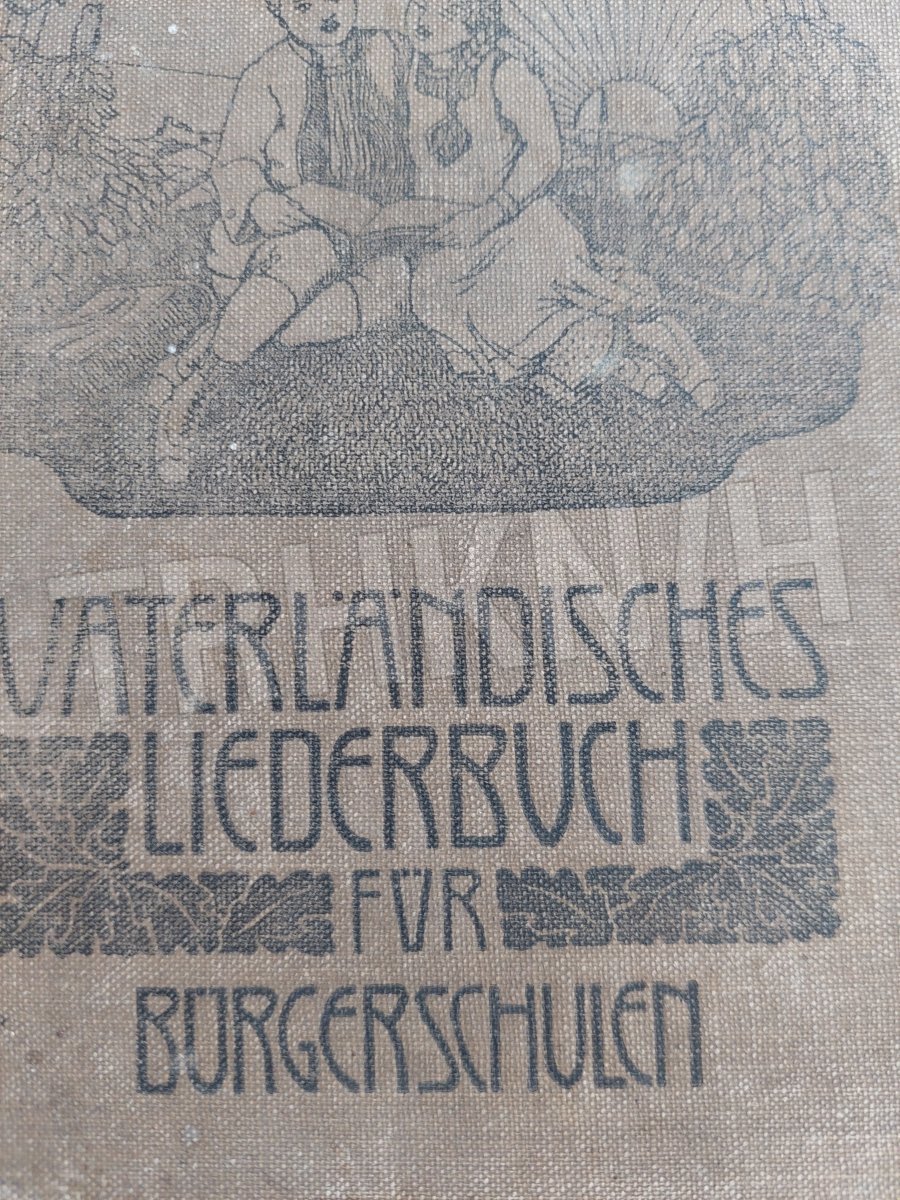 VATERLÄNDISCHES
LIEDERBUCH
FÜR
BÜRGERSCHULEN